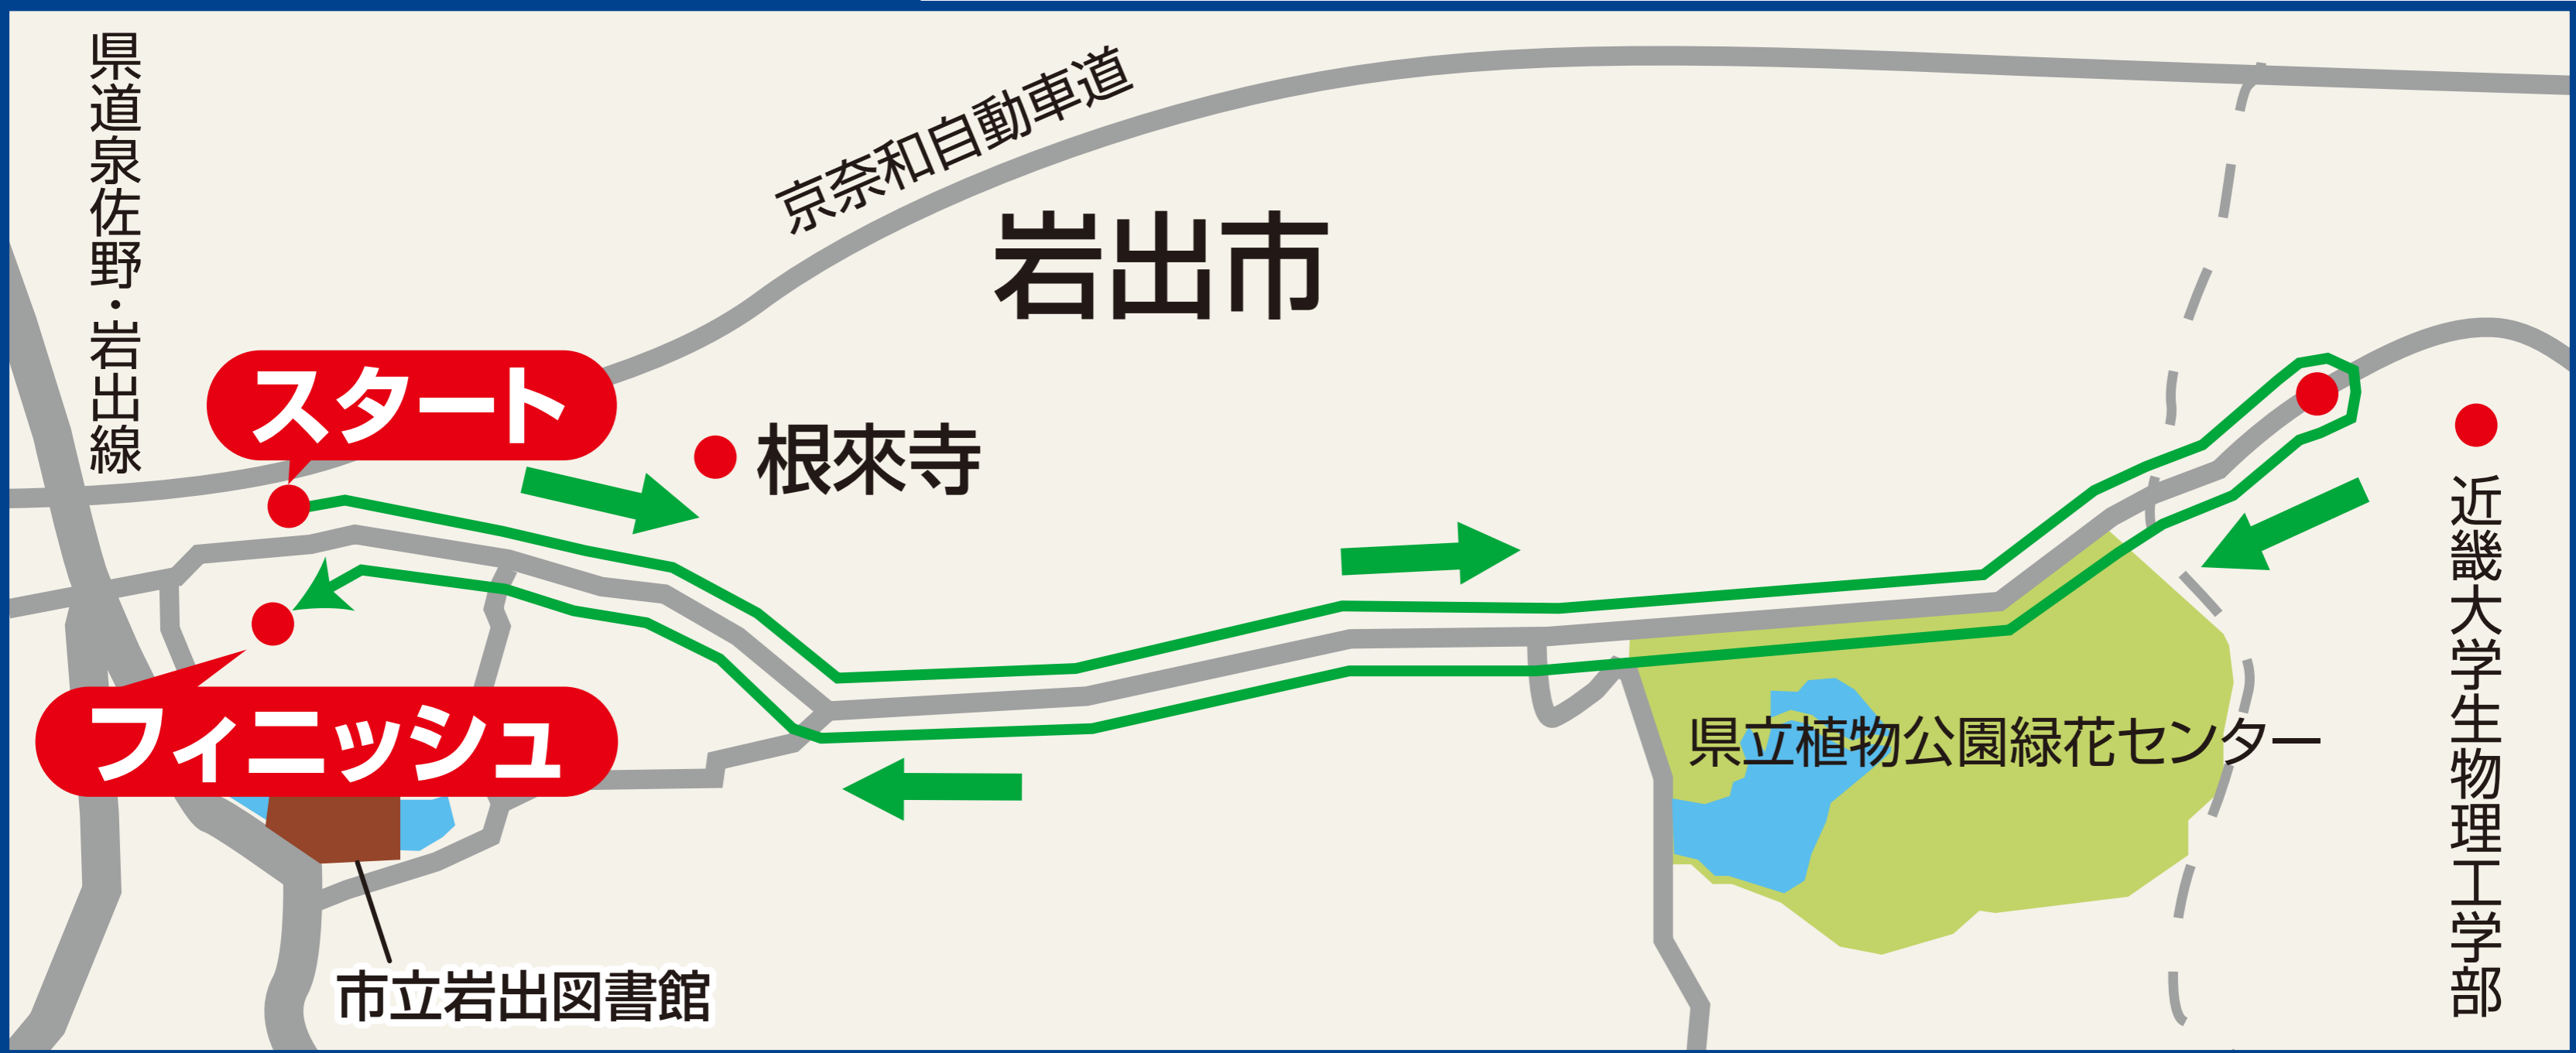 県道泉佐野・岩出線
京奈和自動車道
岩出市
スタート
根來寺
近畿大学生物理工学部
フィニッシュ
県立植物公園緑花センター
市立岩出図書館